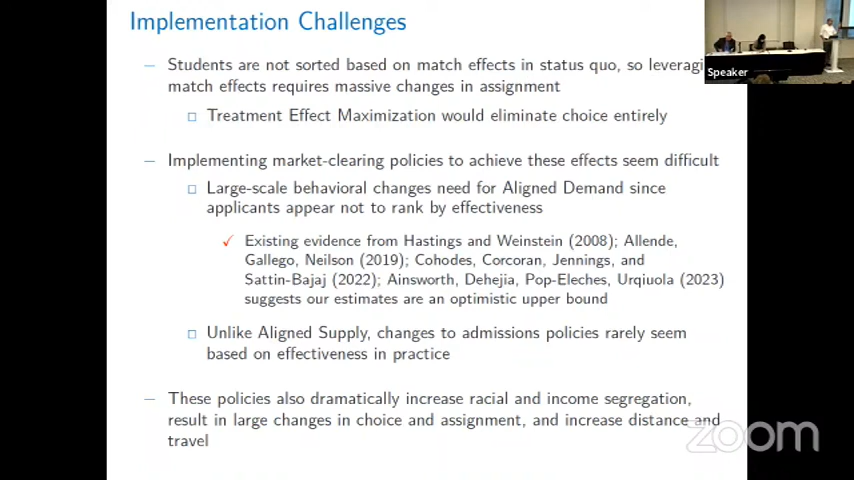 Implementation Challenges
– Students are not sorted based on match effects in status quo, so leveragi
match effects requires massive changes in assignment
Treatment Effect Maximization would eliminate choice entirely
– Implementing market-clearing policies to achieve these effects seem difficult
Large-scale behavioral changes need for Aligned Demand since
applicants appear not to rank by effectiveness
✓ Existing evidence from Hastings and Weinstein (2008); Allende,
Gallego, Neilson (2019); Cohodes, Corcoran, Jennings, and
Sattin-Bajaj (2022); Ainsworth, Dehejia, Pop-Eleches, Urquiola (2023)
suggests our estimates are an optimistic upper bound
Unlike Aligned Supply, changes to admissions policies rarely seem
based on effectiveness in practice
– These policies also dramatically increase racial and income segregation,
result in large changes in choice and assignment, and increase distance and
travel
Speaker
zoom